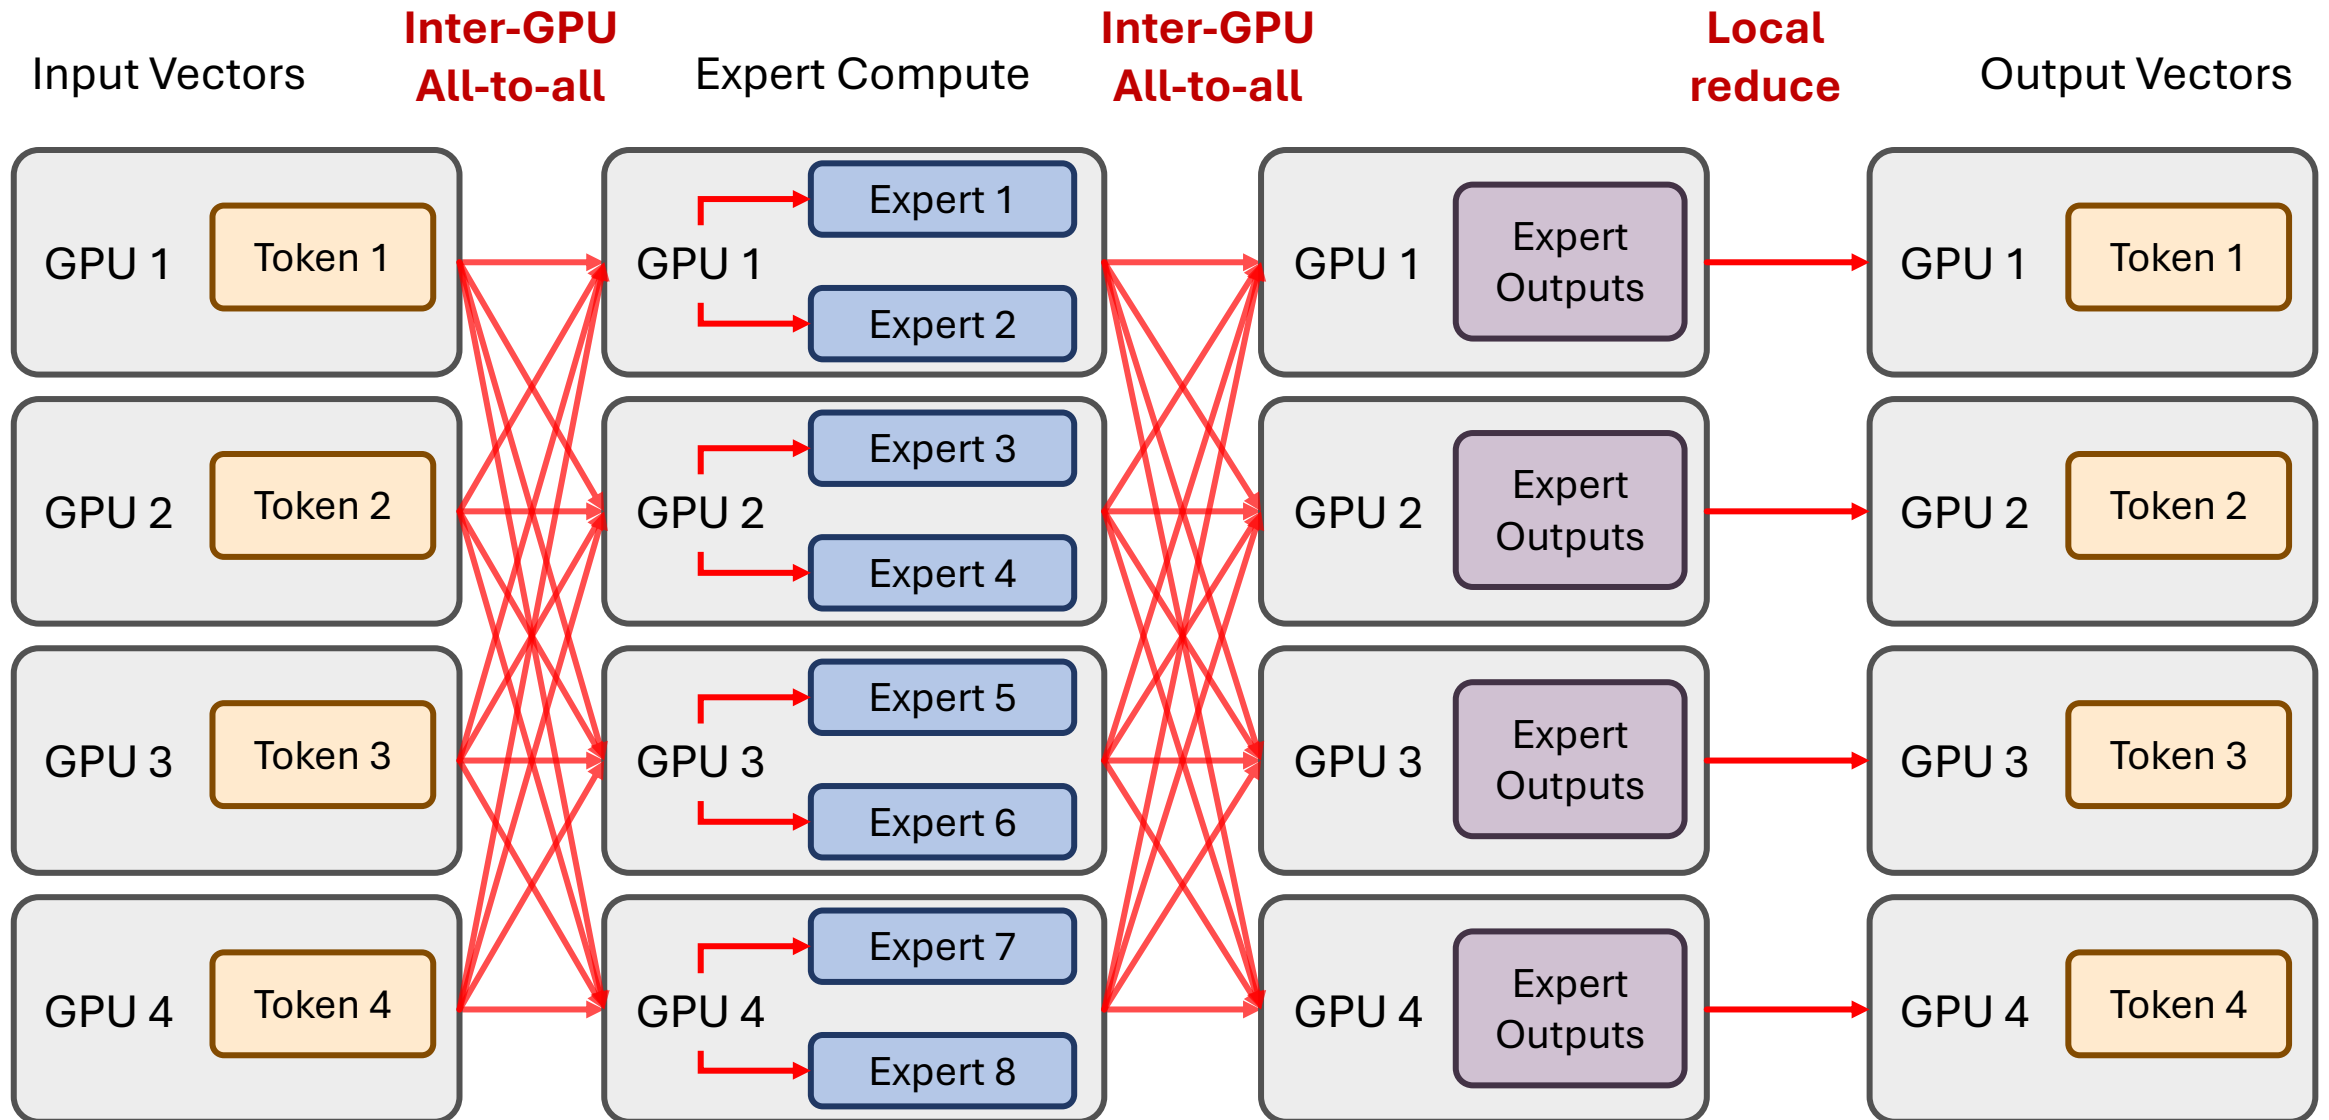 Input Vectors
Inter-GPU
All-to-all
Expert Compute
Inter-GPU
All-to-all
Local
reduce
Output Vectors
GPU 1
Token 1
GPU 1
Expert 1
Expert 2
GPU 1
Expert
Outputs
GPU 1
Token 1
GPU 2
Token 2
GPU 2
Expert 3
Expert 4
GPU 2
Expert
Outputs
GPU 2
Token 2
GPU 3
Token 3
GPU 3
Expert 5
Expert 6
GPU 3
Expert
Outputs
GPU 3
Token 3
GPU 4
Token 4
GPU 4
Expert 7
Expert 8
GPU 4
Expert
Outputs
GPU 4
Token 4